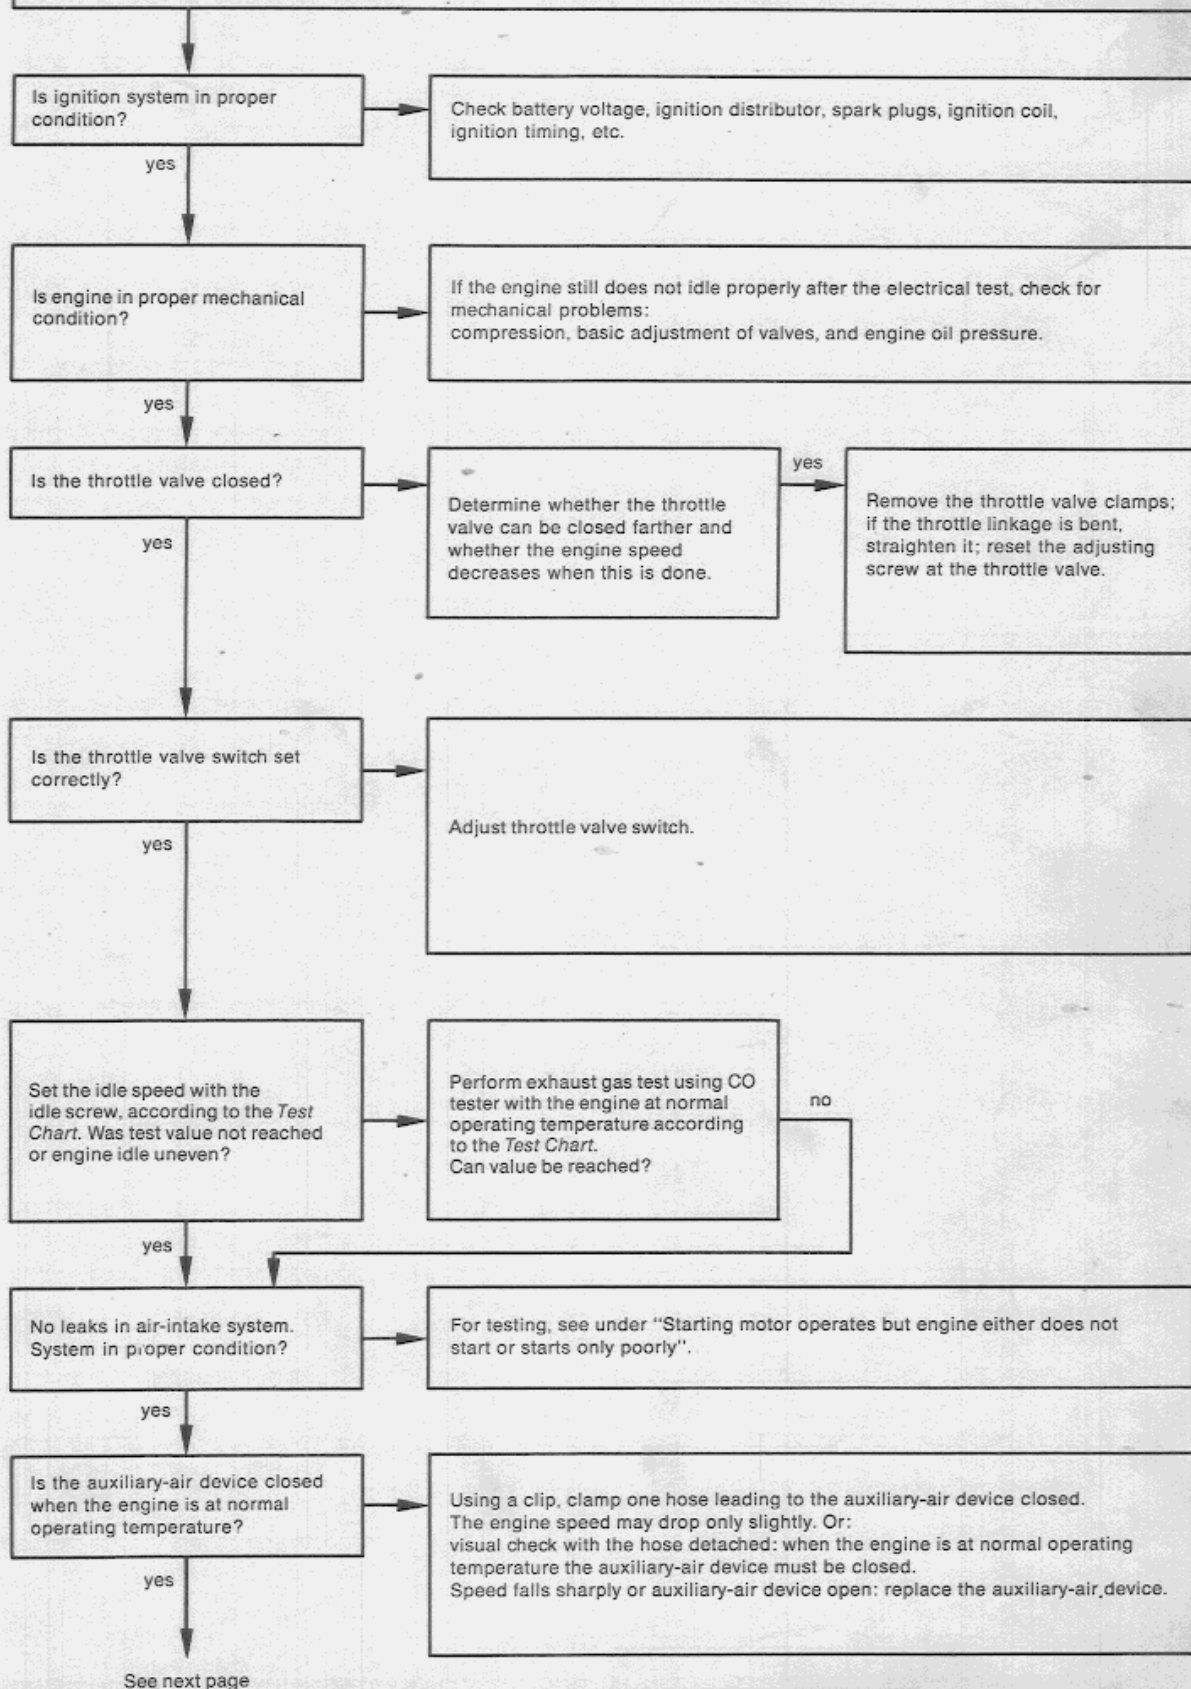 Is ignition system in proper
condition?
Check battery voltage, ignition distributor, spark plugs, ignition coil,
ignition timing, etc.
yes
Is engine in proper mechanical
condition?
If the engine still does not idle properly after the electrical test, check for
mechanical problems:
compression, basic adjustment of valves, and engine oil pressure.
yes
Is the throttle valve closed?
Determine whether the throttle
valve can be closed farther and
whether the engine speed
decreases when this is done.
yes
Remove the throttle valve clamps;
if the throttle linkage is bent,
straighten it; reset the adjusting
screw at the throttle valve.
yes
Is the throttle valve switch set
correctly?
Adjust throttle valve switch.
yes
Set the idle speed with the
idle screw, according to the Test
Chart. Was test value not reached
or engine idle uneven?
Perform exhaust gas test using CO
tester with the engine at normal
operating temperature according
to the Test Chart.
Can value be reached?
no
yes
No leaks in air-intake system.
System in proper condition?
For testing, see under “Starting motor operates but engine either does not
start or starts only poorly”.
yes
Is the auxiliary-air device closed
when the engine is at normal
operating temperature?
Using a clip, clamp one hose leading to the auxiliary-air device closed.
The engine speed may drop only slightly. Or:
visual check with the hose detached: when the engine is at normal operating
temperature the auxiliary-air device must be closed.
Speed falls sharply or auxiliary-air device open: replace the auxiliary-air device.
yes
See next page